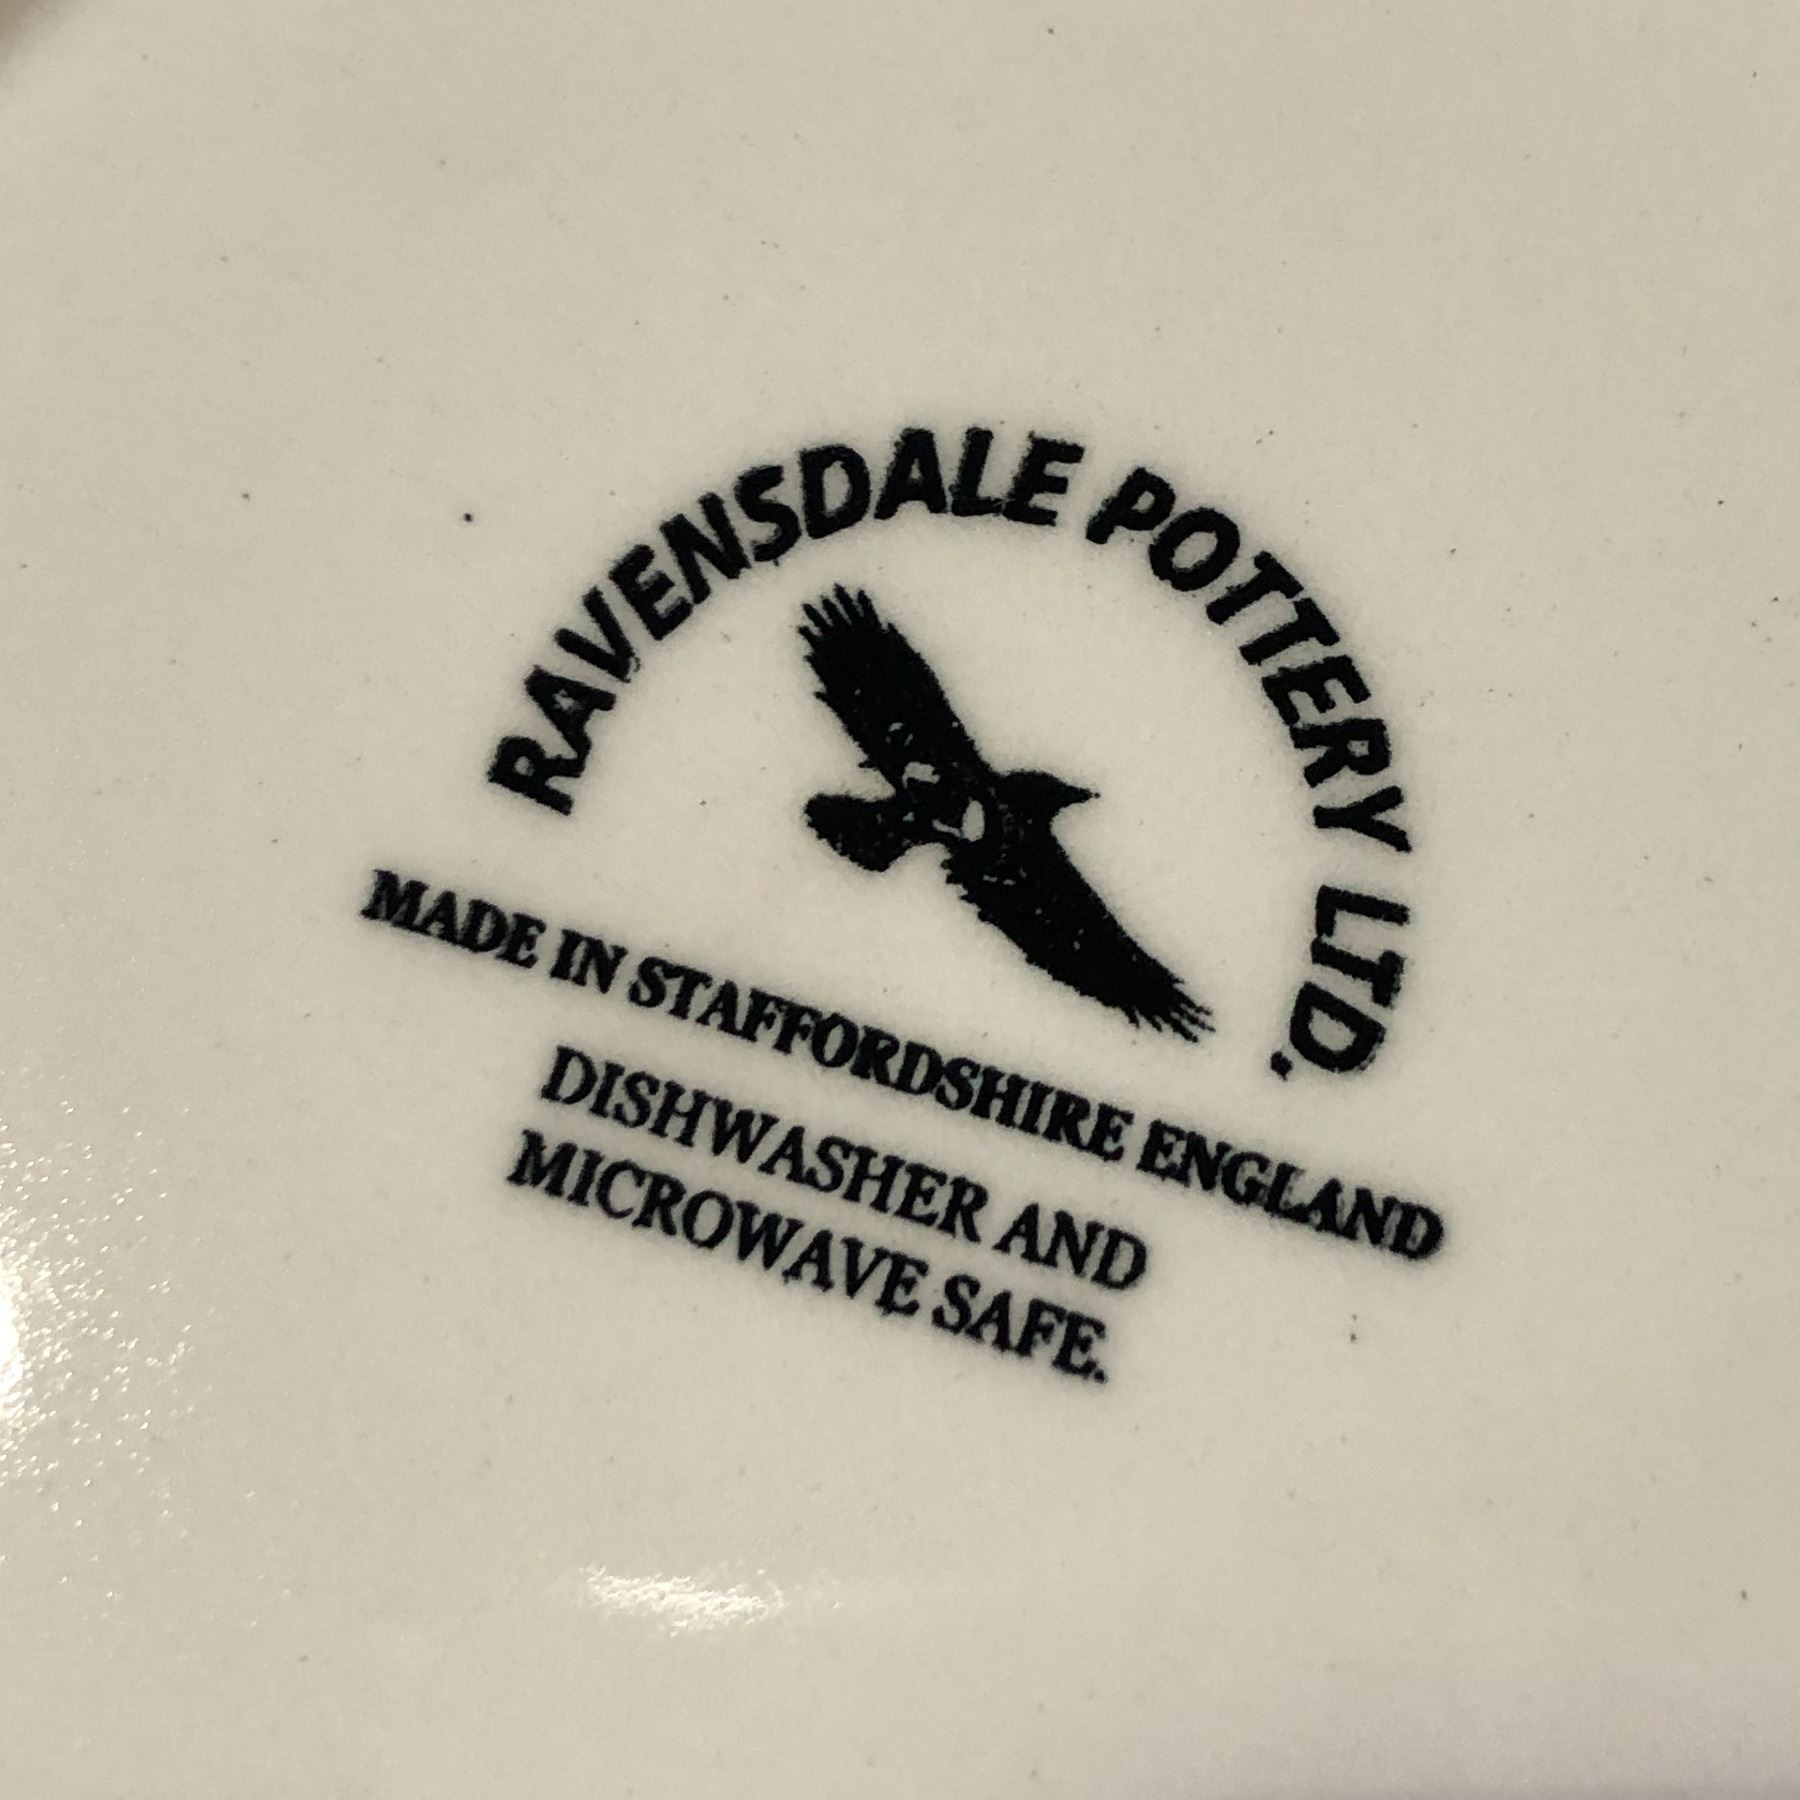 RAVENSDALE POTTERY LTD.
MADE IN STAFFORDSHIRE ENGLAND
DISHWASHER AND
MICROWAVE SAFE.